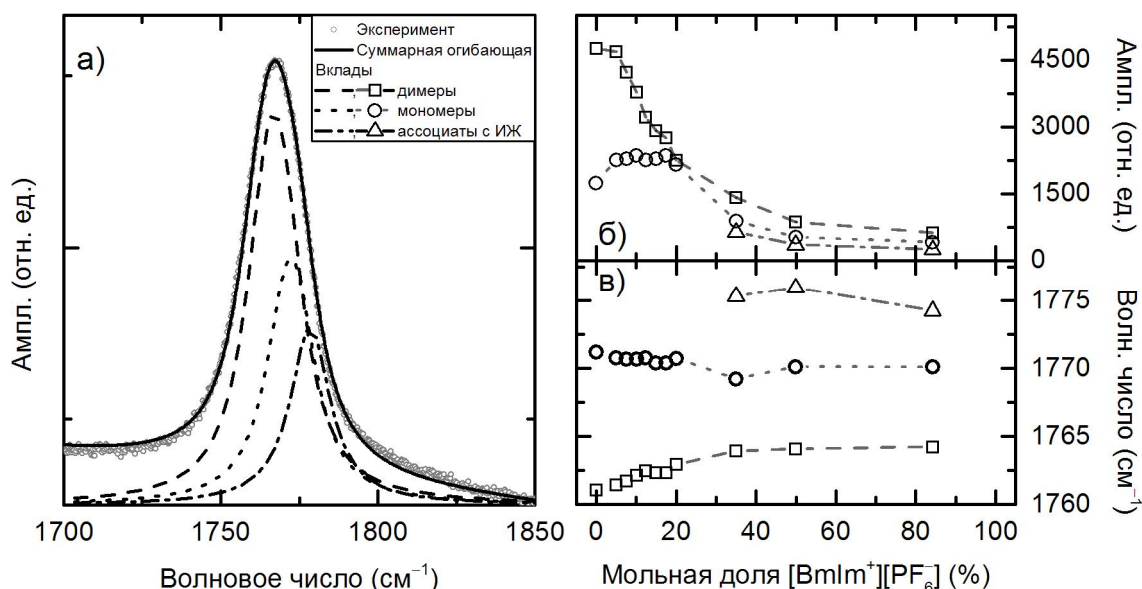 а)
Эксперимент
Суммарная огибающая
Вклады
димеры
мономеры
ассоциаты с ИЖ
Ампл. (отн. ед.)
1700 1750 1800 1850
Волновое число (см⁻¹)
б)
4500
3000
1500
0
Ампл. (отн. ед.)
в)
1775
1770
1765
1760
Волн. число (см⁻¹)
0 20 40 60 80 100
Мольная доля [BmIm⁺][PF₆⁻] (%)